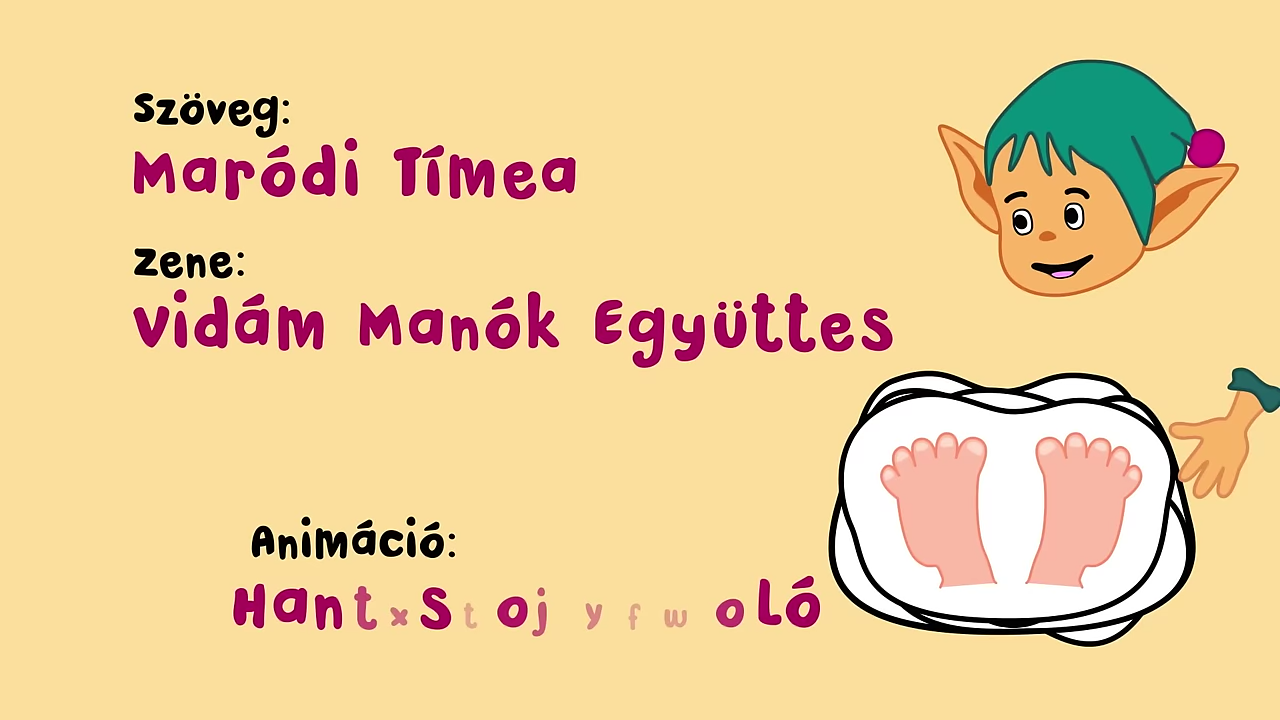 Szöveg:
Maródi Tímea
Zene:
Vidám Manók Együttes
Animáció: